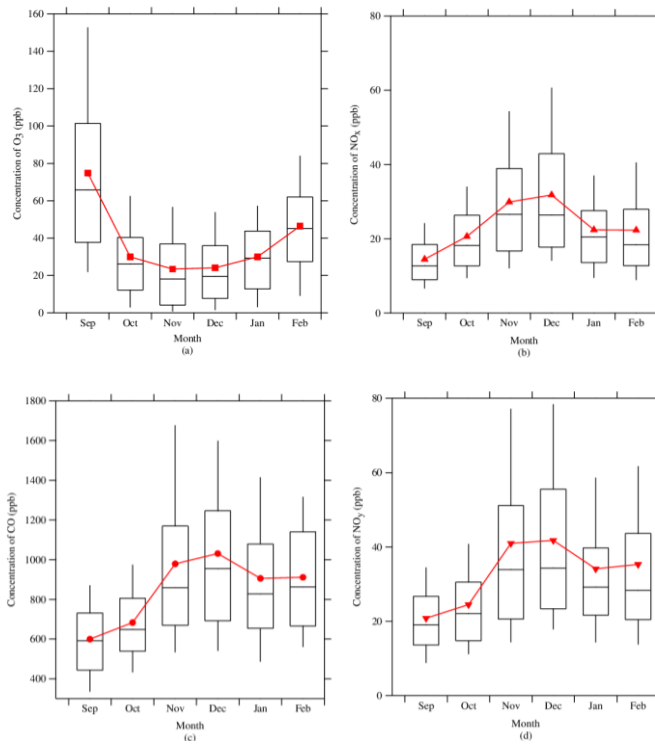 160
140
120
100
80
60
40
20
0
Concentration of O3 (ppb)
Sep Oct Nov Dec Jan Feb
Month
(a)
80
60
40
20
0
Concentration of NOx (ppb)
Sep Oct Nov Dec Jan Feb
Month
(b)
1800
1600
1400
1200
1000
800
600
400
Concentration of CO (ppb)
Sep Oct Nov Dec Jan Feb
Month
(c)
80
60
40
20
0
Concentration of NOy (ppb)
Sep Oct Nov Dec Jan Feb
Month
(d)